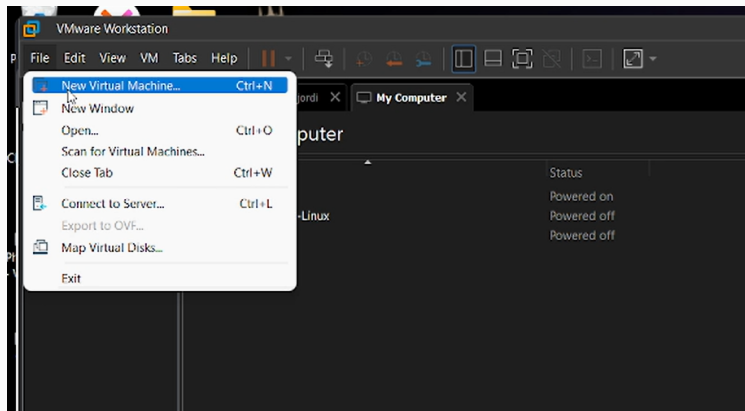 VMware Workstation
File Edit View VM Tabs Help
New Virtual Machine... Ctrl+N
jordi My Computer
New Window
Open... Ctrl+O
puter
Scan for Virtual Machines...
Close Tab Ctrl+W
Status
Powered on
Connect to Server... Ctrl+L
-Linux Powered off
Export to OVF...
Powered off
Map Virtual Disks...
Exit